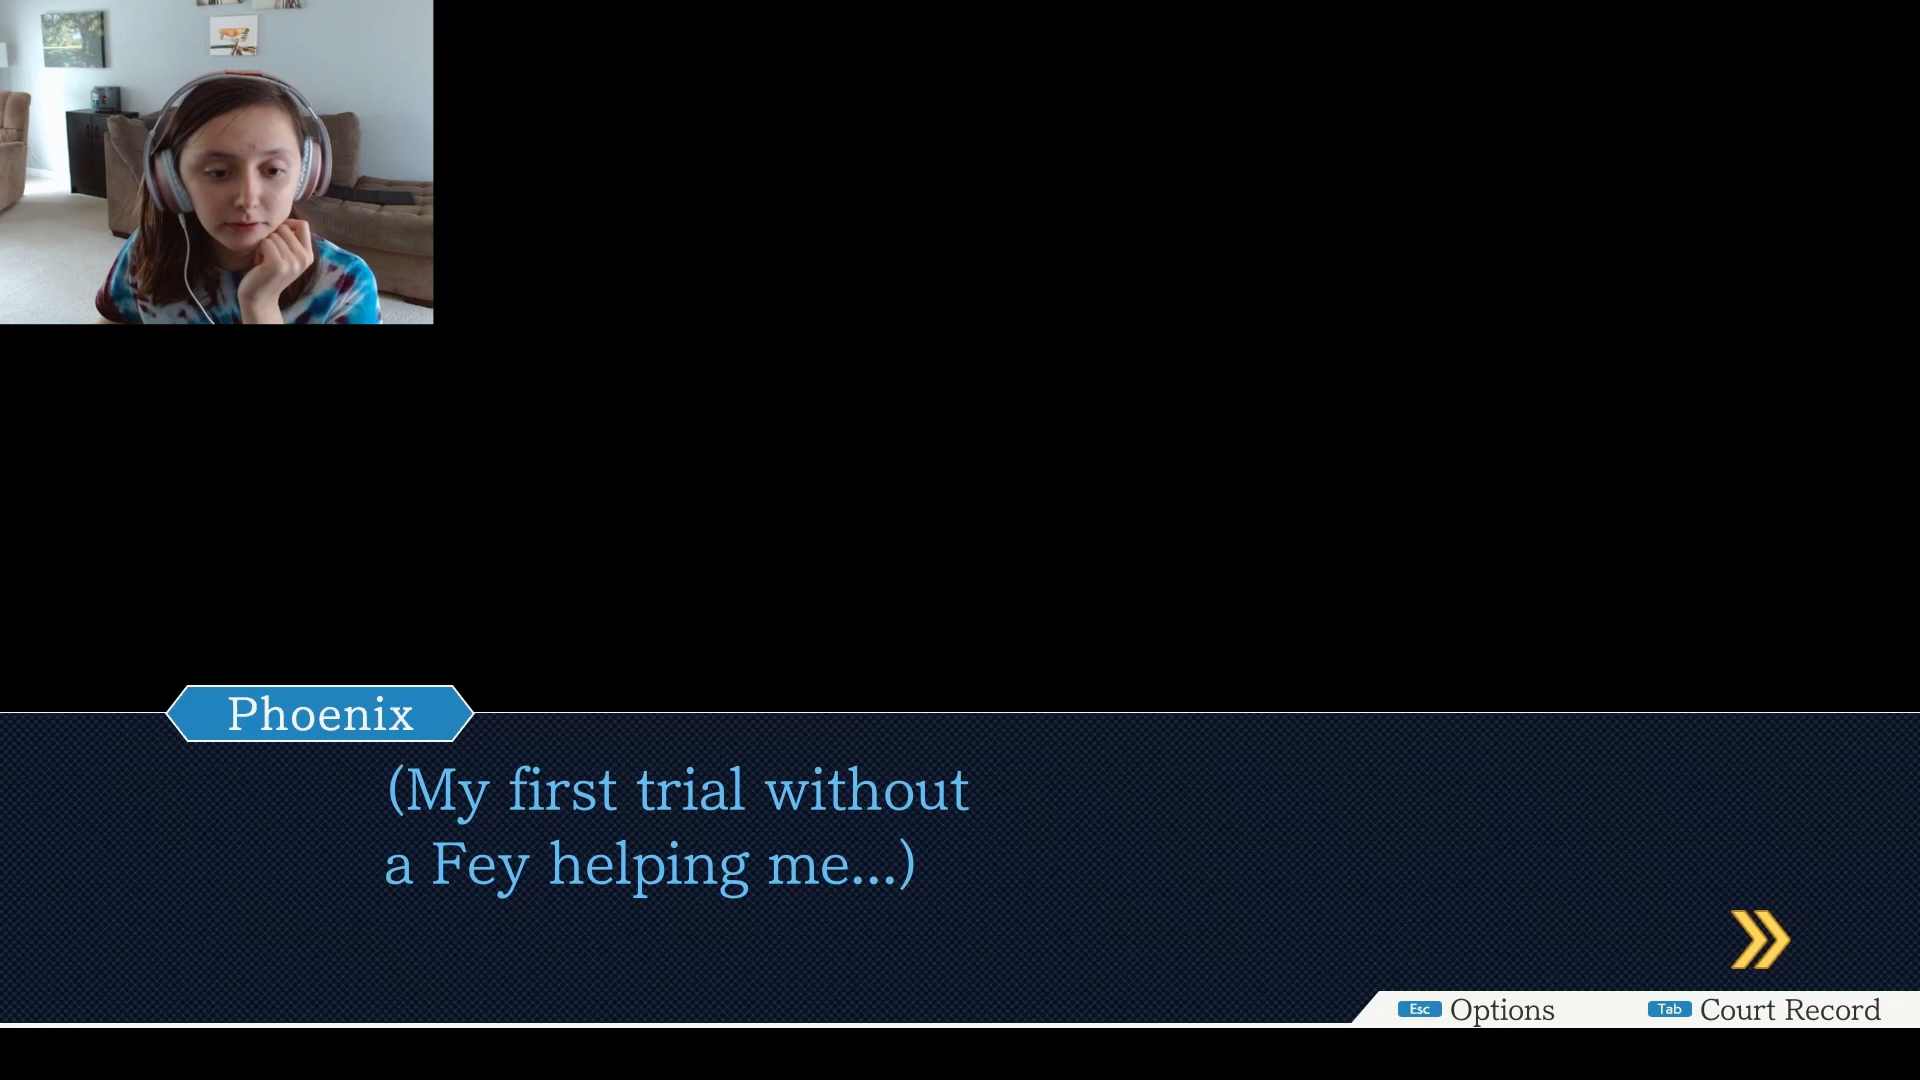 Phoenix
(My first trial without
a Fey helping me...)
Esc Options
Tab Court Record